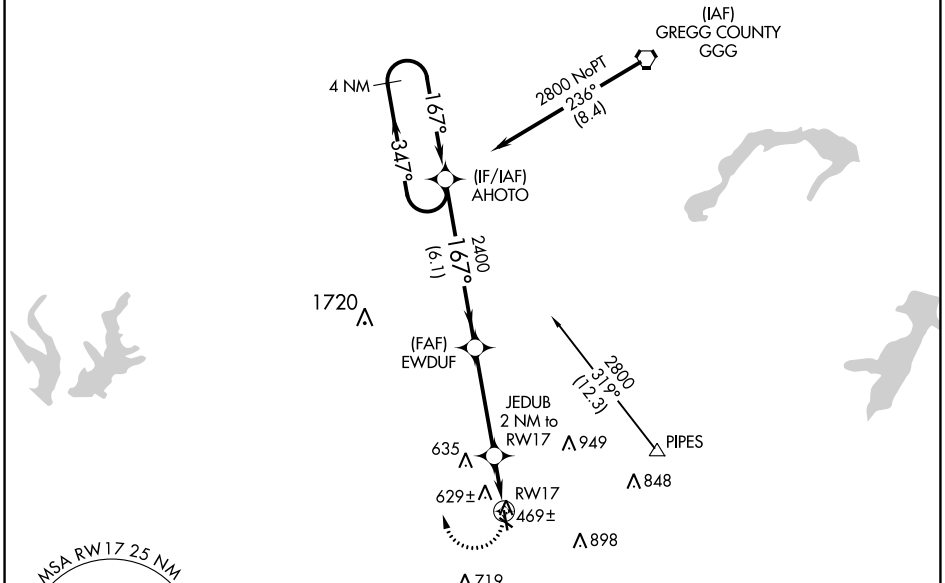 (IAF)
GREGG COUNTY
GGG
2800 NoPT
236°
(8.4)
4 NM
167°
347°
(IF/IAF)
AHOTO
2400
167°
(6.1)
1720
(FAF)
EWDUF
2800
319°
(12.3)
JEDUB
2 NM to
RW17
949
635
PIPES
848
629±
RW17
469±
898
MSA RW17 25 NM
719